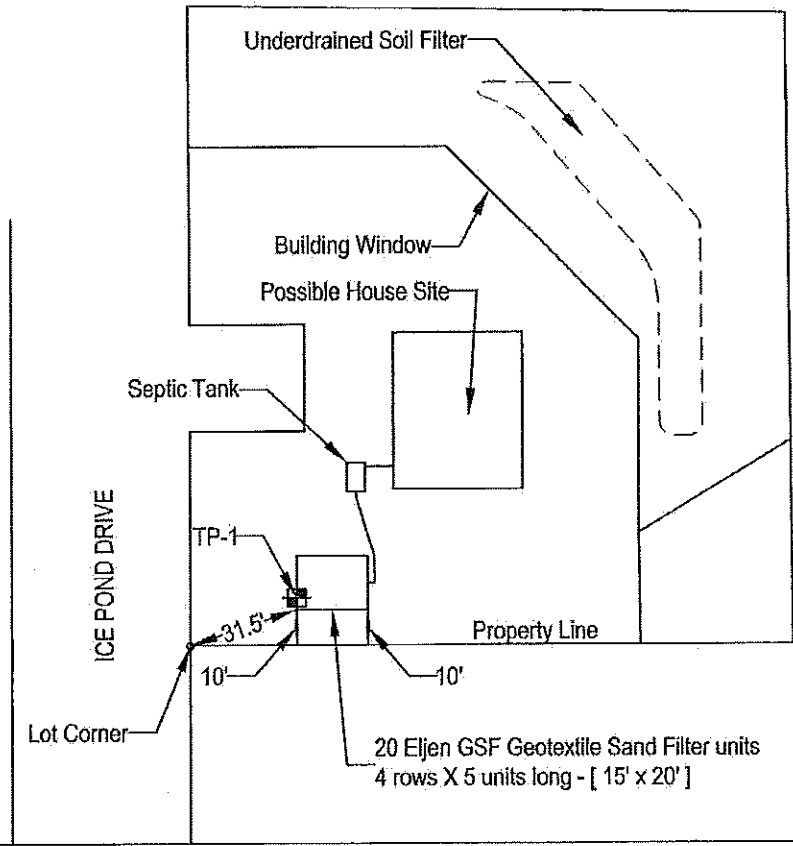 Underdrained Soil Filter
Building Window
Possible House Site
Septic Tank
ICE POND DRIVE
TP-1
31.5'
Property Line
10'
10'
Lot Corner
20 Eljen GSF Geotextile Sand Filter units
4 rows X 5 units long - [ 15' x 20' ]